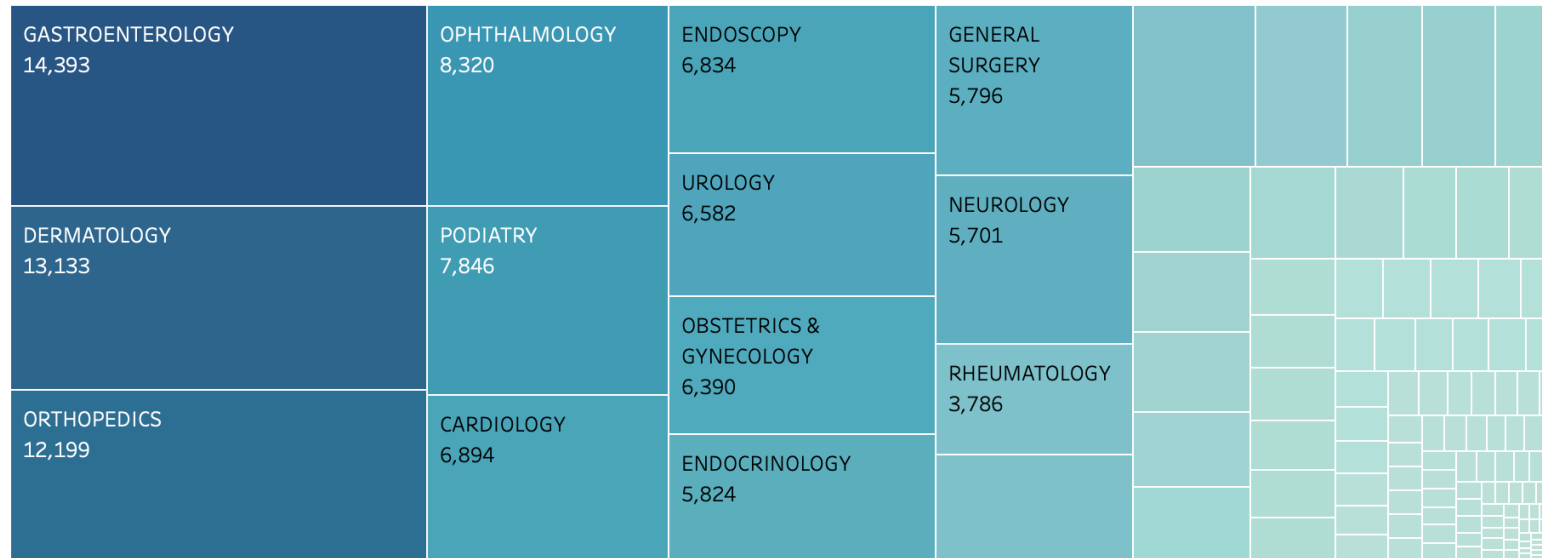 GASTROENTEROLOGY
14,393
DERMATOLOGY
13,133
ORTHOPEDICS
12,199
OPHTHALMOLOGY
8,320
PODIATRY
7,846
CARDIOLOGY
6,894
ENDOSCOPY
6,834
UROLOGY
6,582
OBSTETRICS &
GYNECOLOGY
6,390
ENDOCRINOLOGY
5,824
GENERAL
SURGERY
5,796
NEUROLOGY
5,701
RHEUMATOLOGY
3,786